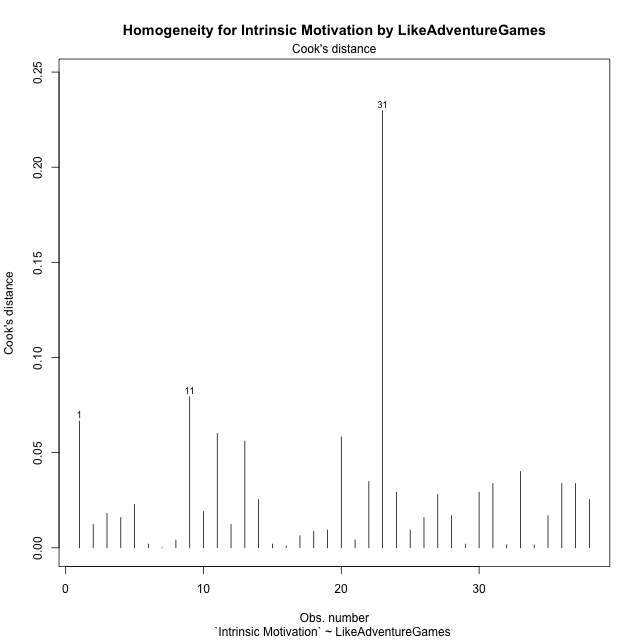 Homogeneity for Intrinsic Motivation by LikeAdventureGames
Cook's distance
0.25
0.20
0.15
0.10
0.05
0.00
Cook's distance
31
11
1
0 10 20 30
Obs. number
`Intrinsic Motivation` ~ LikeAdventureGames